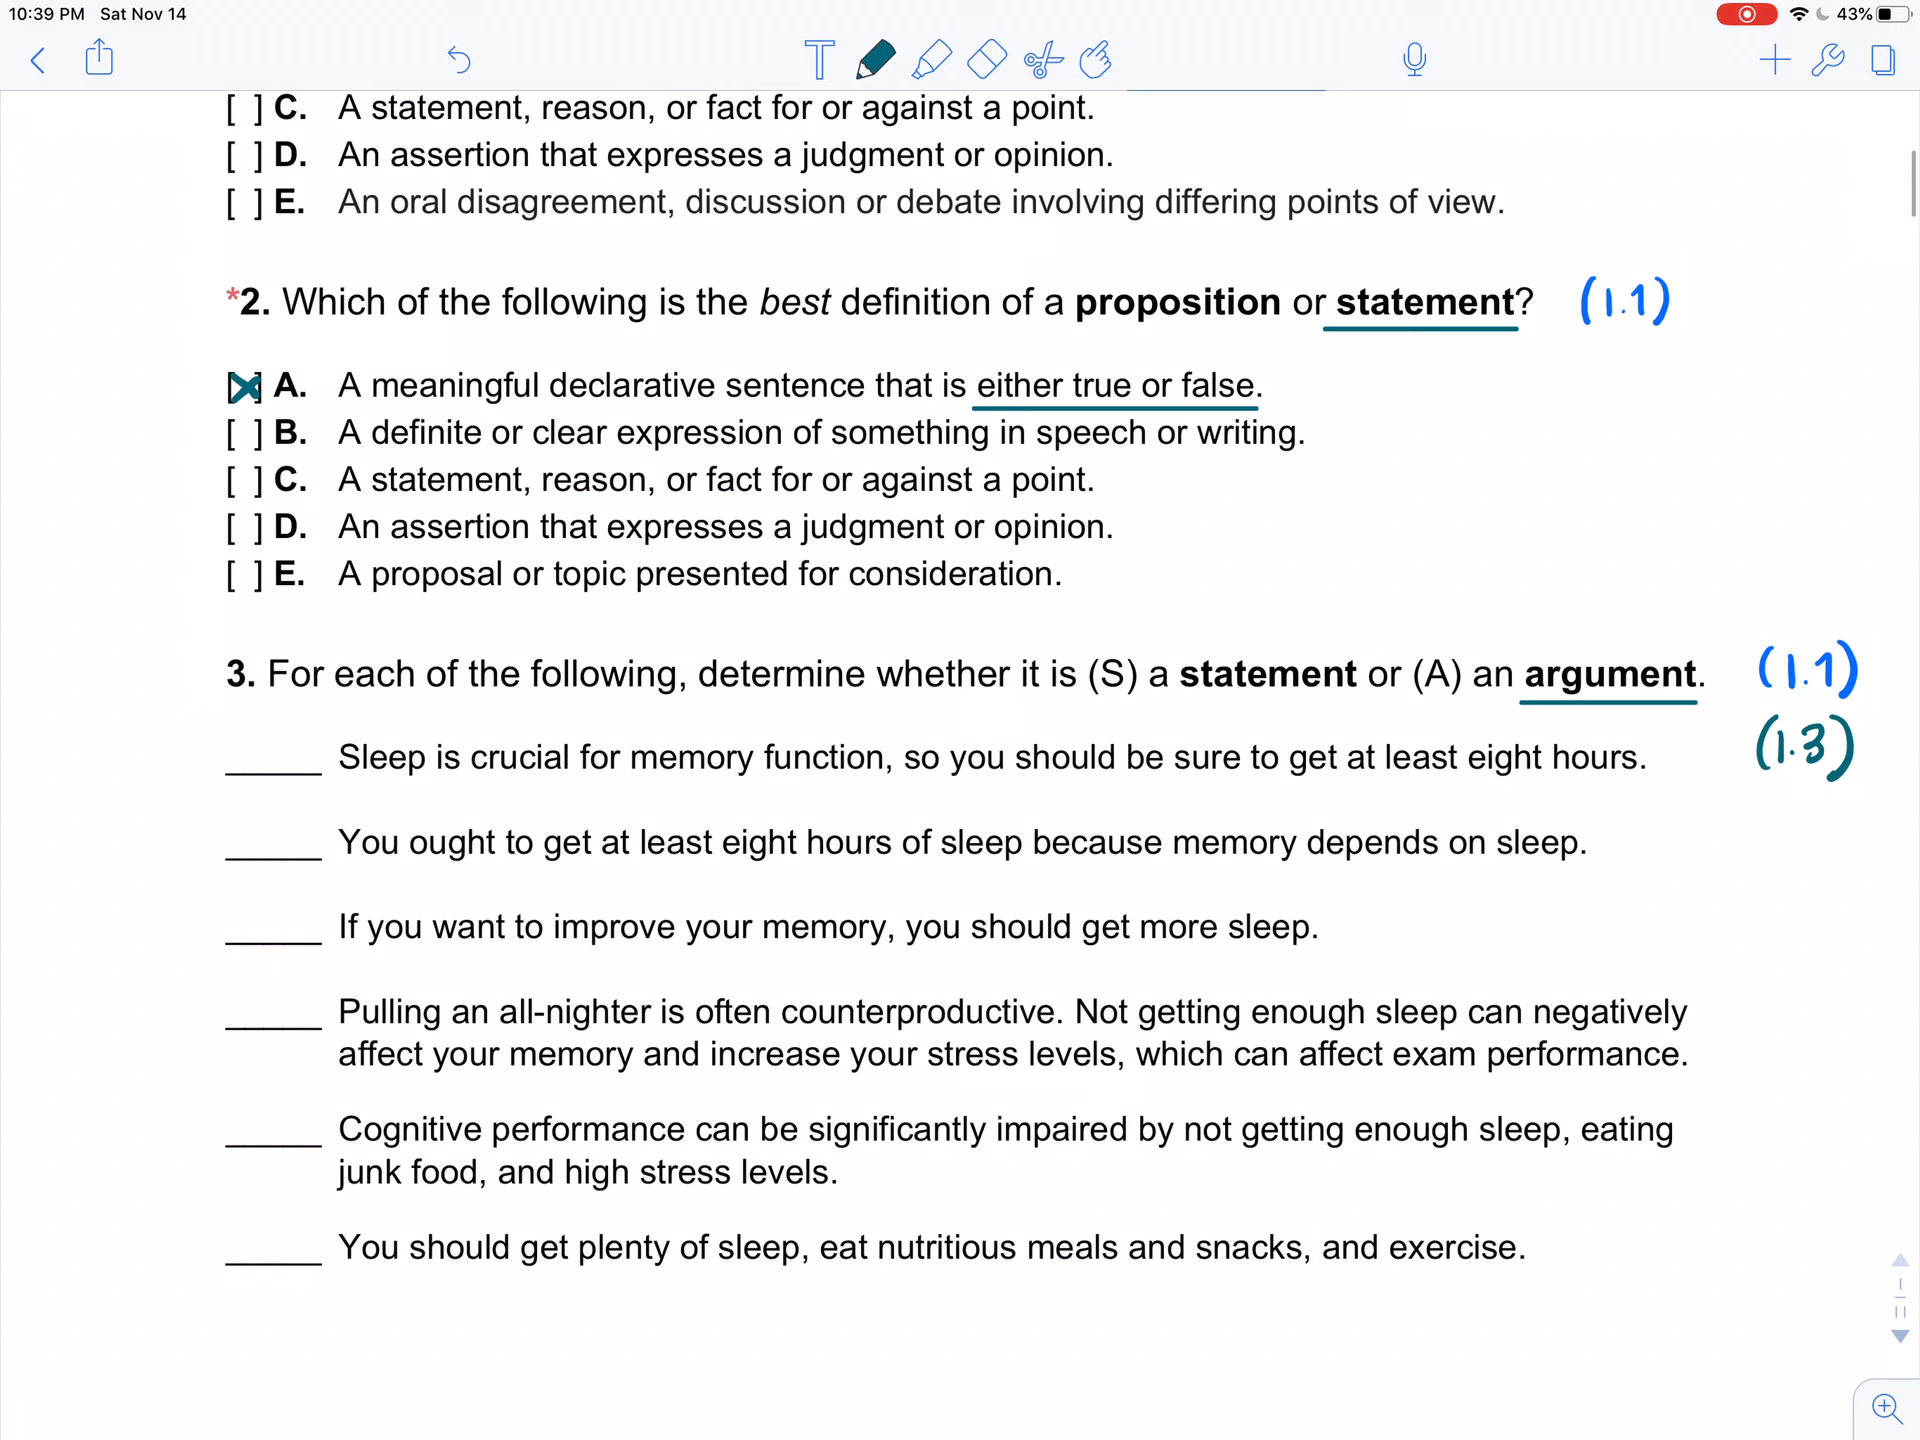 10:39 PM Sat Nov 14
43%
[ ] C. A statement, reason, or fact for or against a point.
[ ] D. An assertion that expresses a judgment or opinion.
[ ] E. An oral disagreement, discussion or debate involving differing points of view.
*2. Which of the following is the best definition of a proposition or statement? (1.1)
[X] A. A meaningful declarative sentence that is either true or false.
[ ] B. A definite or clear expression of something in speech or writing.
[ ] C. A statement, reason, or fact for or against a point.
[ ] D. An assertion that expresses a judgment or opinion.
[ ] E. A proposal or topic presented for consideration.
3. For each of the following, determine whether it is (S) a statement or (A) an argument. (1.1)
(1.3)
_____ Sleep is crucial for memory function, so you should be sure to get at least eight hours.
_____ You ought to get at least eight hours of sleep because memory depends on sleep.
_____ If you want to improve your memory, you should get more sleep.
_____ Pulling an all-nighter is often counterproductive. Not getting enough sleep can negatively
affect your memory and increase your stress levels, which can affect exam performance.
_____ Cognitive performance can be significantly impaired by not getting enough sleep, eating
junk food, and high stress levels.
_____ You should get plenty of sleep, eat nutritious meals and snacks, and exercise.